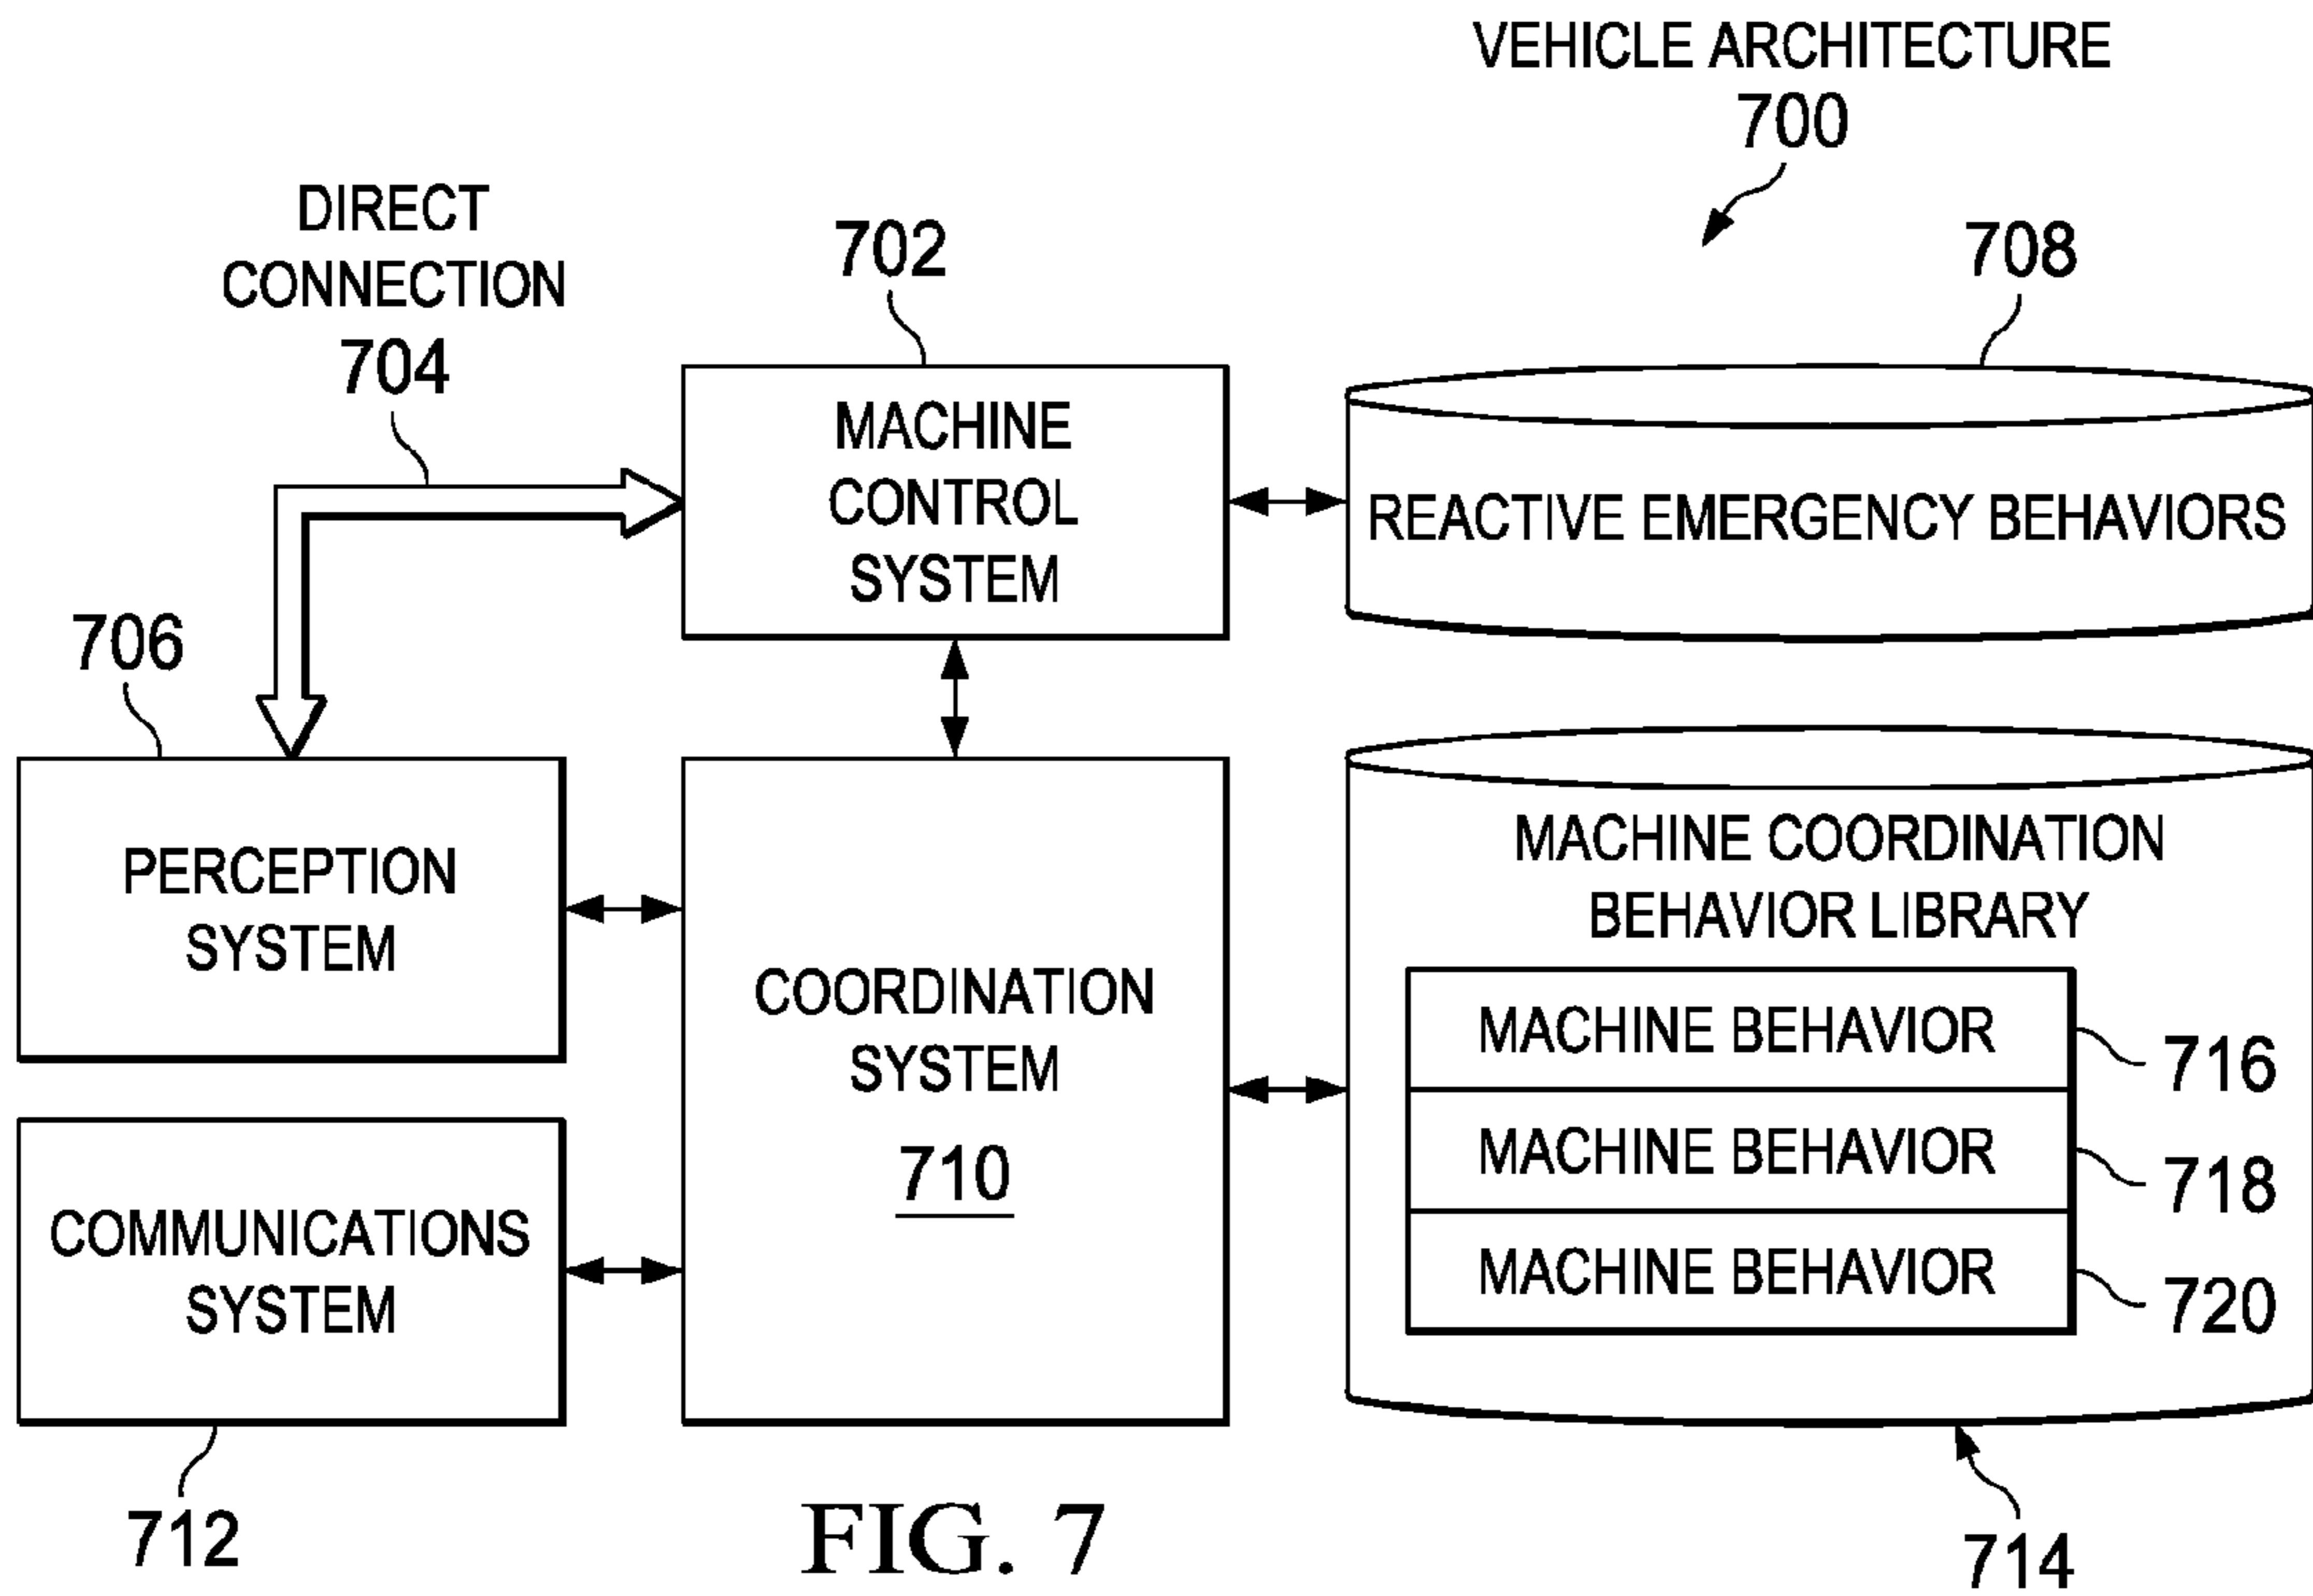 VEHICLE ARCHITECTURE
700
DIRECT
CONNECTION
704
702
708
MACHINE
CONTROL
SYSTEM
REACTIVE EMERGENCY BEHAVIORS
706
PERCEPTION
SYSTEM
COORDINATION
SYSTEM
710
MACHINE COORDINATION
BEHAVIOR LIBRARY
MACHINE BEHAVIOR
716
MACHINE BEHAVIOR
718
MACHINE BEHAVIOR
720
COMMUNICATIONS
SYSTEM
712
714
FIG. 7